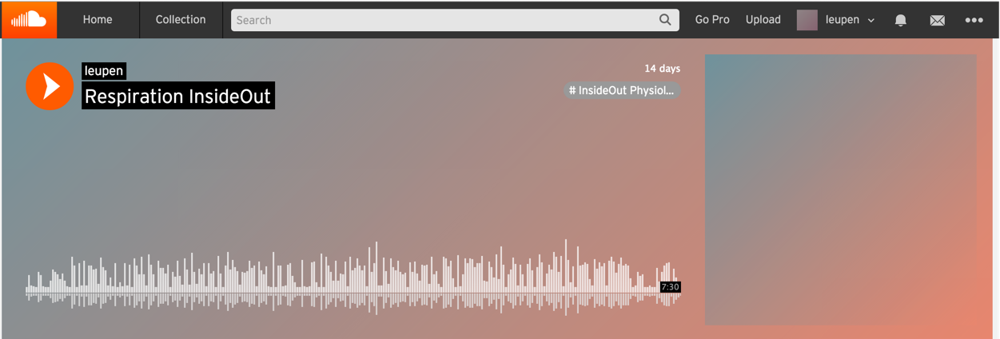 Home
Collection
Search
Go Pro
Upload
leupen
leupen
Respiration InsideOut
14 days
# InsideOut Physiol...
7:30